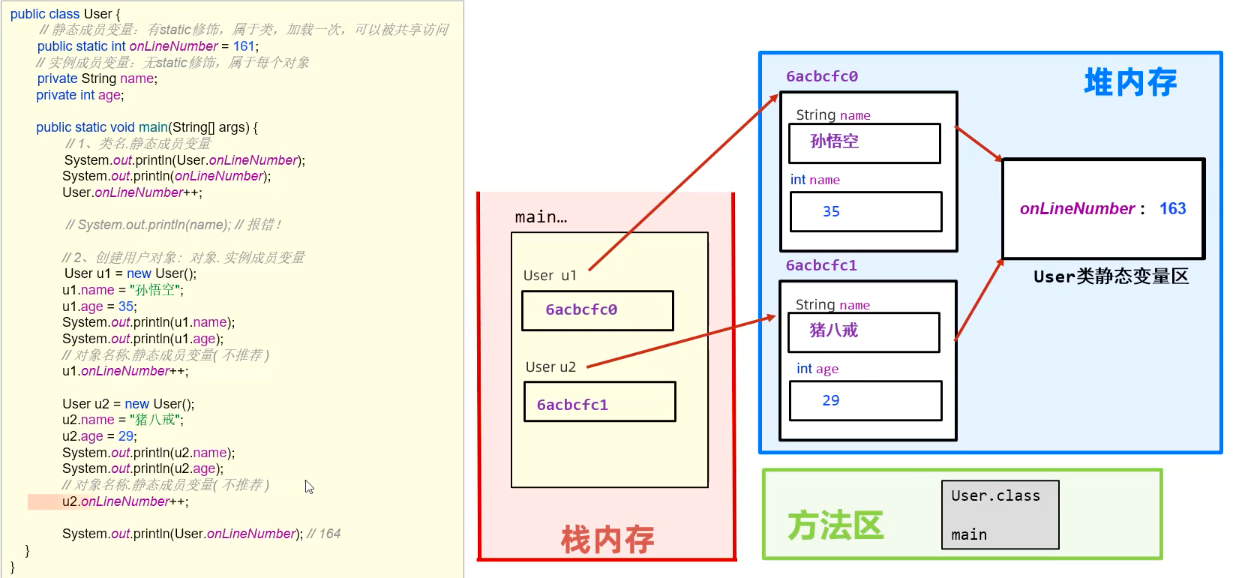 public class User {
// 静态成员变量：有static修饰，属于类，加载一次，可以被共享访问
public static int onLineNumber = 161;
// 实例成员变量：无static修饰，属于每个对象
private String name;
private int age;
public static void main(String[] args) {
// 1、类名.静态成员变量
System.out.println(User.onLineNumber);
System.out.println(onLineNumber);
User.onLineNumber++;
// System.out.println(name); // 报错！
// 2、创建用户对象：对象. 实例成员变量
User u1 = new User();
u1.name = "孙悟空";
u1.age = 35;
System.out.println(u1.name);
System.out.println(u1.age);
// 对象名称.静态成员变量( 不推荐 )
u1.onLineNumber++;
User u2 = new User();
u2.name = "猪八戒";
u2.age = 29;
System.out.println(u2.name);
System.out.println(u2.age);
// 对象名称.静态成员变量( 不推荐 )
u2.onLineNumber++;
System.out.println(User.onLineNumber); // 164
}
}
main…
User u1
6acbcfc0
User u2
6acbcfc1
栈内存
堆内存
6acbcfc0
String name
孙悟空
int name
35
6acbcfc1
String name
猪八戒
int age
29
onLineNumber： 163
User类静态变量区
方法区
User.class
main